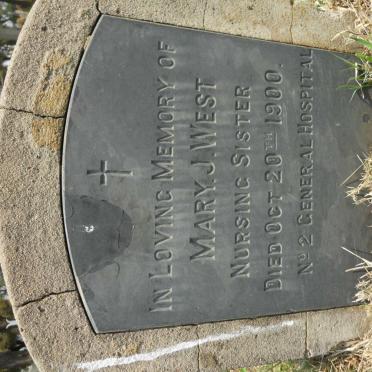 IN LOVING MEMORY OF
MARY. J. WEST
NURSING SISTER
DIED OCT 20TH 1900.
No 2 GENERAL HOSPITAL